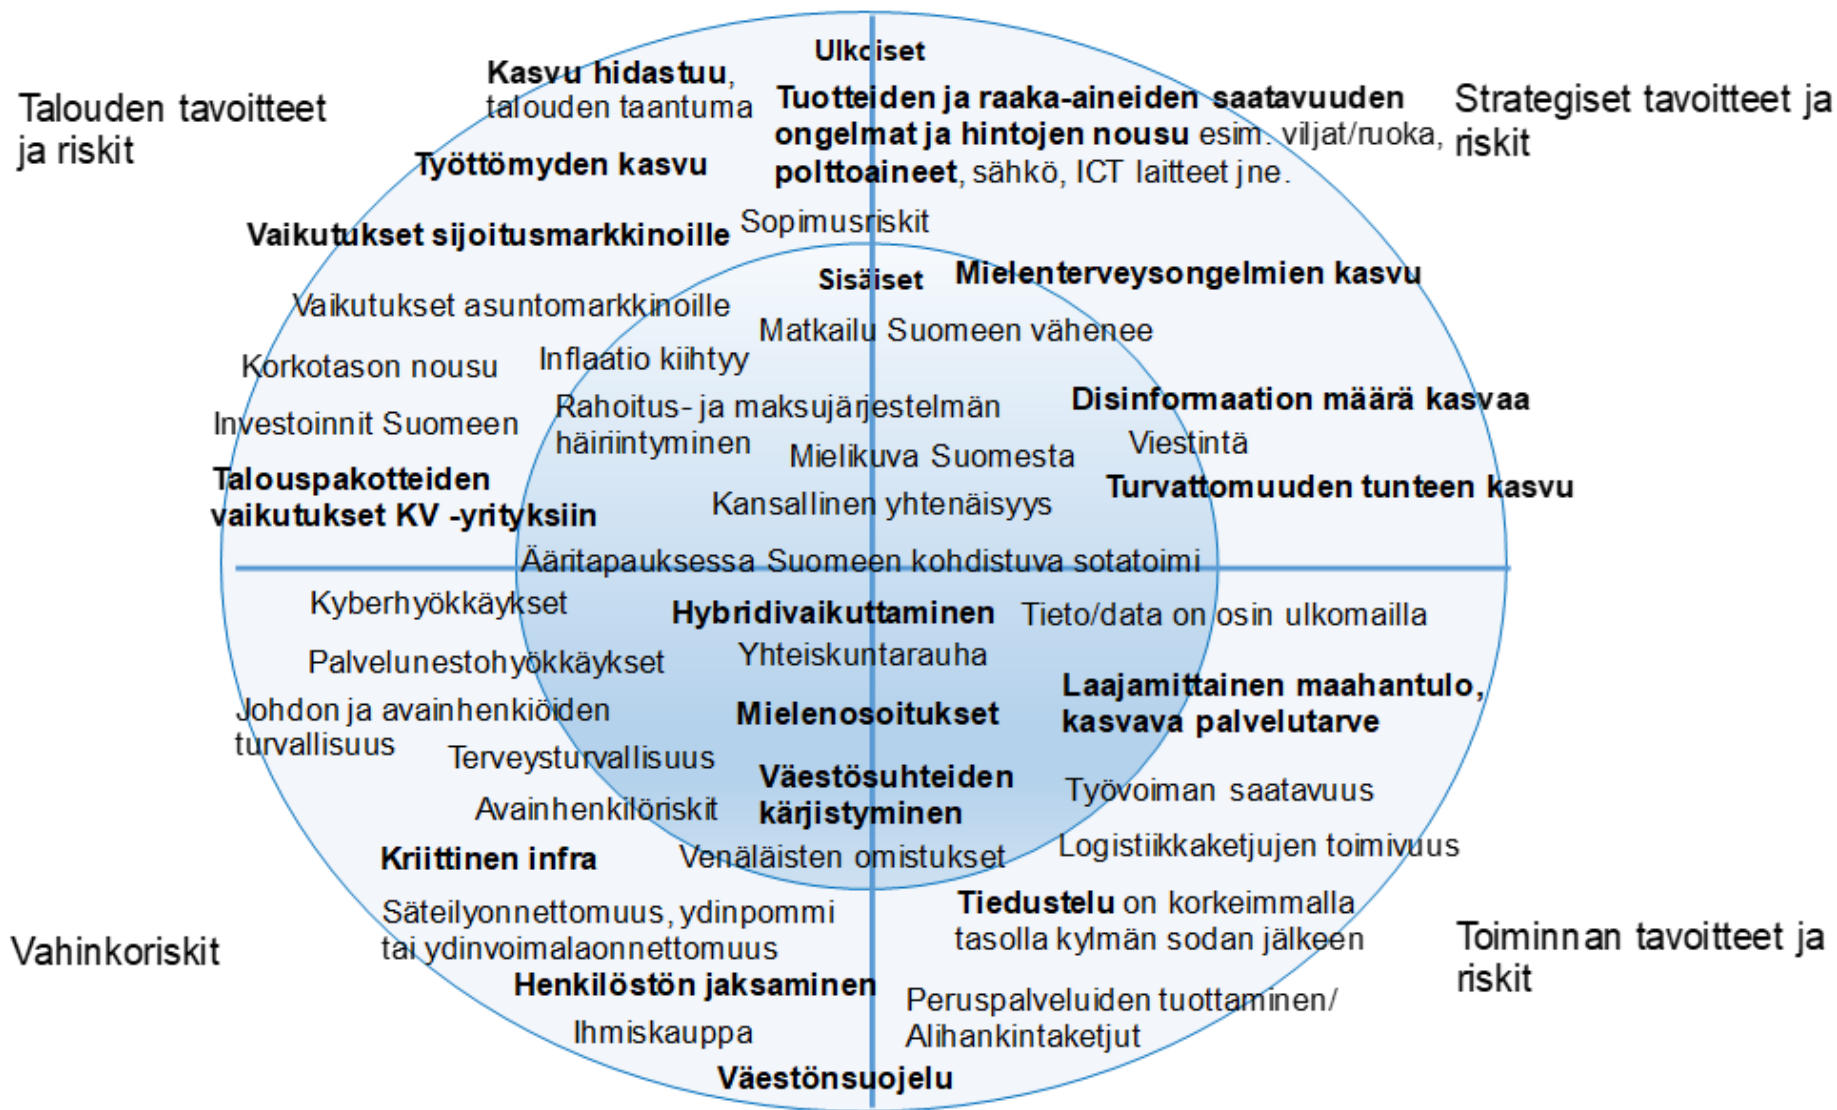 Ulkoiset
Talouden tavoitteet
ja riskit
Kasvu hidastuu,
talouden taantuma
Tuotteiden ja raaka-aineiden saatavuuden
ongelmat ja hintojen nousu esim. viljat/ruoka,
polttoaineet, sähkö, ICT laitteet jne.
Strategiset tavoitteet ja
riskit
Työttömyden kasvu
Vaikutukset sijoitusmarkkinoille
Sopimusriskit
Sisäiset
Mielenterveysongelmien kasvu
Vaikutukset asuntomarkkinoille
Matkailu Suomeen vähenee
Korkotason nousu
Inflaatio kiihtyy
Investoinnit Suomeen
Rahoitus- ja maksujärjestelmän
häiriintyminen
Disinformaation määrä kasvaa
Viestintä
Mielikuva Suomesta
Talouspakotteiden
vaikutukset KV -yrityksiin
Turvattomuuden tunteen kasvu
Kansallinen yhtenäisyys
Ääritapauksessa Suomeen kohdistuva sotatoimi
Kyberhyökkäykset
Hybridivaikuttaminen
Tieto/data on osin ulkomailla
Palvelunestohyökkäykset
Yhteiskuntarauha
Johdon ja avainhenkiöiden
turvallisuus
Mielenosoitukset
Laajamittainen maahantulo,
kasvava palvelutarve
Terveysturvallisuus
Väestösuhteiden
kärjistyminen
Työvoiman saatavuus
Avainhenkilöriskit
Kriittinen infra
Venäläisten omistukset
Logistiikkaketjujen toimivuus
Säteilyonnettomuus, ydinpommi
tai ydinvoimalaonnettomuus
Tiedustelu on korkeimmalla
tasolla kylmän sodan jälkeen
Vahinkoriskit
Toiminnan tavoitteet ja
riskit
Henkilöstön jaksaminen
Peruspalveluiden tuottaminen/
Alihankintaketjut
Ihmiskauppa
Väestönsuojelu